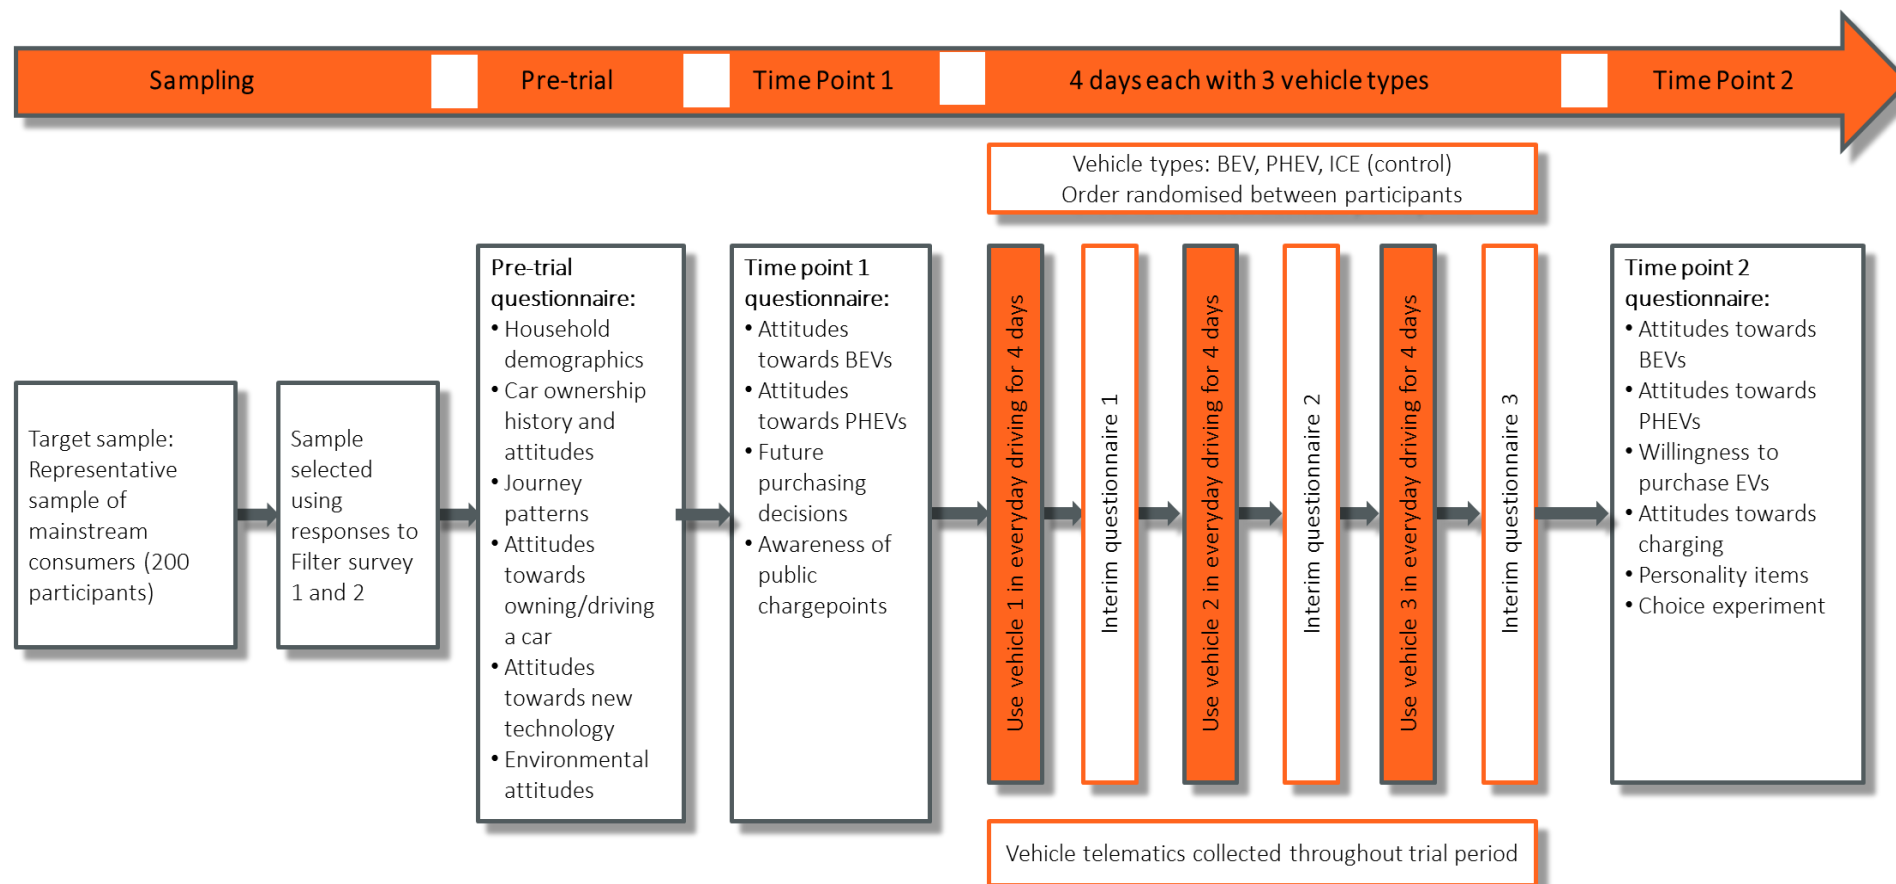 Sampling
Pre-trial
Time Point 1
4 days each with 3 vehicle types
Time Point 2
Vehicle types: BEV, PHEV, ICE (control)
Order randomised between participants
Target sample:
Representative
sample of
mainstream
consumers (200
participants)
Sample
selected
using
responses to
Filter survey
1 and 2
Pre-trial
questionnaire:
• Household
demographics
• Car ownership
history and
attitudes
• Journey
patterns
• Attitudes
towards
owning/driving
a car
• Attitudes
towards new
technology
• Environmental
attitudes
Time point 1
questionnaire:
• Attitudes
towards BEVs
• Attitudes
towards PHEVs
• Future
purchasing
decisions
• Awareness of
public
chargepoints
Use vehicle 1 in everyday driving for 4 days
Interim questionnaire 1
Use vehicle 2 in everyday driving for 4 days
Interim questionnaire 2
Use vehicle 3 in everyday driving for 4 days
Interim questionnaire 3
Time point 2
questionnaire:
• Attitudes towards
BEVs
• Attitudes towards
PHEVs
• Willingness to
purchase EVs
• Attitudes towards
charging
• Personality items
• Choice experiment
Vehicle telematics collected throughout trial period